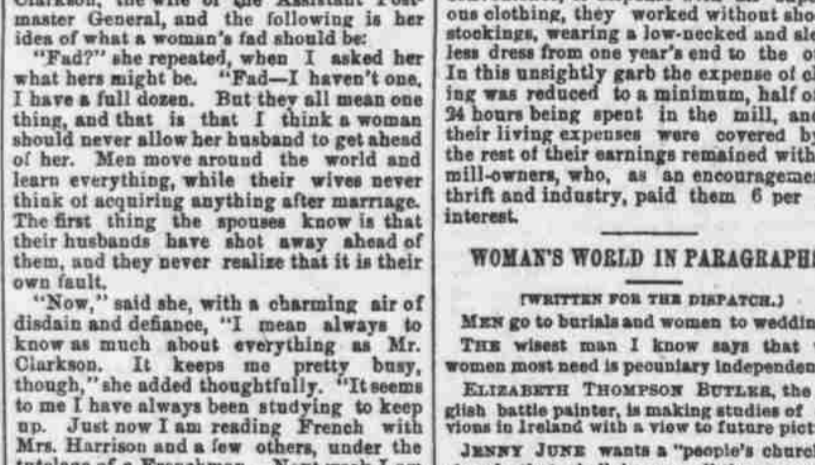 Clarkson, the wife of the Assistant Post-
master General, and the following is her
idea of what a woman's fad should be:
"Fad?" she repeated, when I asked her
what hers might be. "Fad—I haven't one.
I have a full dozen. But they all mean one
thing, and that is that I think a woman
should never allow her husband to get ahead
of her. Men move around the world and
learn everything, while their wives never
think of acquiring anything after marriage.
The first thing the spouses know is that
their husbands have shot away ahead of
them, and they never realize that it is their
own fault.
"Now," said she, with a charming air of
disdain and defiance, "I mean always to
know as much about everything as Mr.
Clarkson. It keeps me pretty busy,
though," she added thoughtfully. "It seems
to me I have always been studying to keep
up. Just now I am reading French with
Mrs. Harrison and a few others, under the
ous clothing, they worked without
stockings, wearing a low-necked and
less dress from one year's end to the
In this unsightly garb the expense of
ing was reduced to a minimum, half
24 hours being spent in the mill,
their living expenses were covered
the rest of their earnings remained with
mill-owners, who, as an
thrift and industry, paid them 6 per
interest.
WOMAN'S WORLD IN
[WRITTEN FOR THE DISPATCH.]
MEN go to burials and women to
THE wisest man I know says that
women most need is pecuniary
ELIZABETH THOMPSON BUTLER, the
glish battle painter, is making studies of
vions in Ireland with a view to future
JENNY JUNE wants a "people's